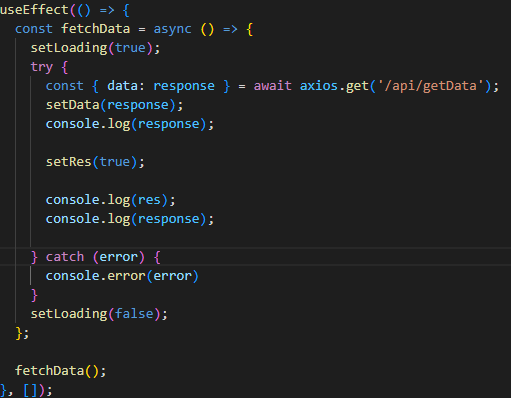 useEffect(() => {
const fetchData = async () => {
setLoading(true);
try {
const { data: response } = await axios.get('/api/getData');
setData(response);
console.log(response);
setRes(true);
console.log(res);
console.log(response);
} catch (error) {
console.error(error)
}
setLoading(false);
};
fetchData();
}, []);